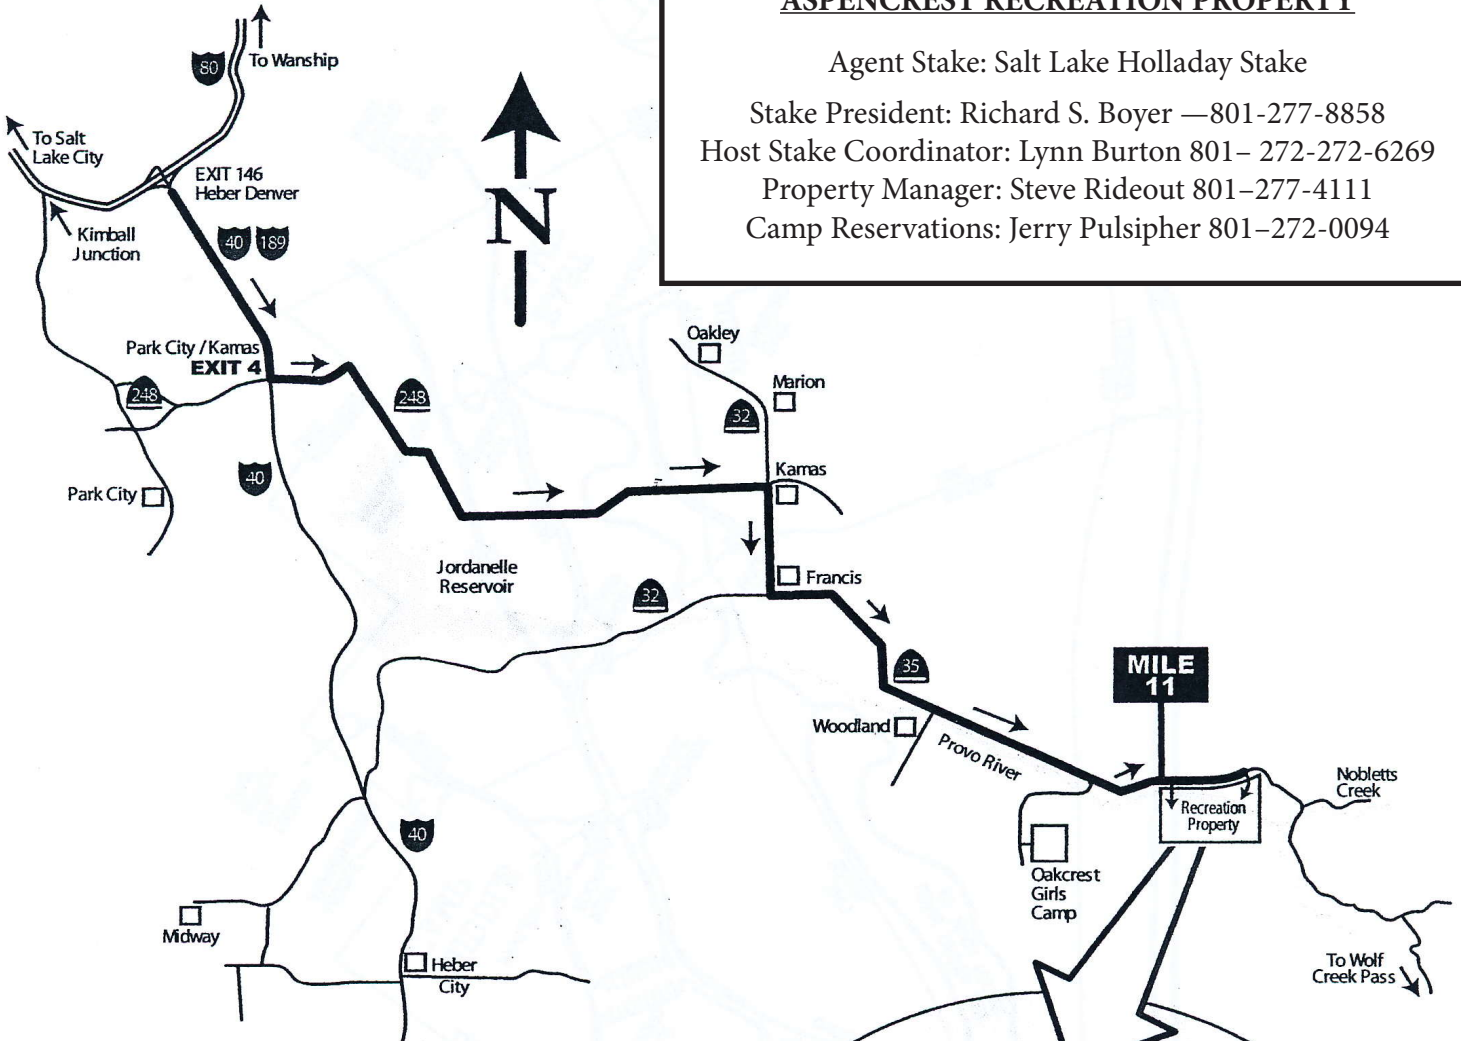 ASPENCREST RECREATION PROPERTY
Agent Stake: Salt Lake Holladay Stake
Stake President: Richard S. Boyer —801-277-8858
Host Stake Coordinator: Lynn Burton 801– 272-272-6269
Property Manager: Steve Rideout 801–277-4111
Camp Reservations: Jerry Pulsipher 801–272-0094
80
To Wanship
To Salt
Lake City
EXIT 146
Heber Denver
Kimball
Junction
40
189
N
Park City / Kamas
EXIT 4
248
248
Oakley
Marion
32
Kamas
40
Park City
Jordanelle
Reservoir
Francis
32
35
MILE
11
Woodland
Provo River
Nobletts
Creek
Recreation
Property
40
Oakcrest
Girls
Camp
Midway
Heber
City
To Wolf
Creek Pass